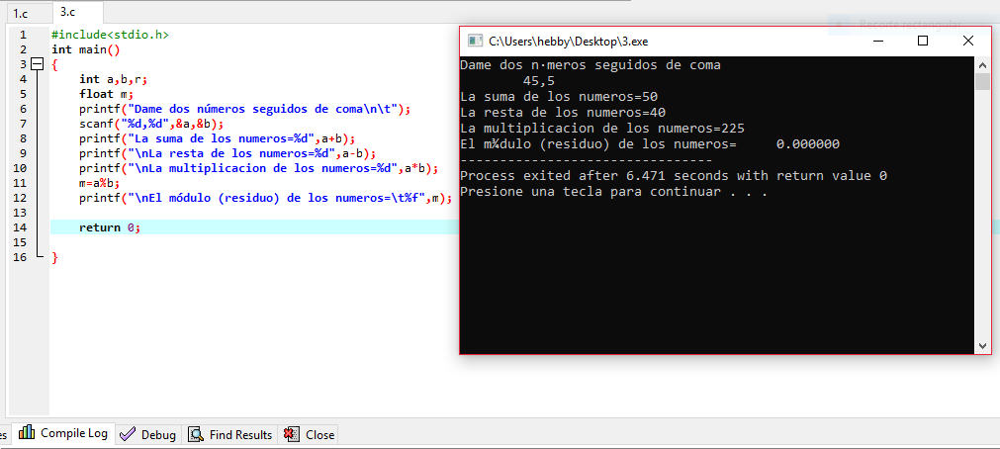 1.c
3.c
1 #include<stdio.h>
2 int main()
3 {
4 int a,b,r;
5 float m;
6 printf("Dame dos números seguidos de coma\n\t");
7 scanf("%d,%d",&a,&b);
8 printf("La suma de los numeros=%d",a+b);
9 printf("\nLa resta de los numeros=%d",a-b);
10 printf("\nLa multiplicacion de los numeros=%d",a*b);
11 m=a%b;
12 printf("\nEl módulo (residuo) de los numeros=\t%f",m);
13
14 return 0;
15
16 }
Recorte rectangular
C:\Users\hebby\Desktop\3.exe
Dame dos n·meros seguidos de coma
45,5
La suma de los numeros=50
La resta de los numeros=40
La multiplicacion de los numeros=225
El m¾dulo (residuo) de los numeros= 0.000000
--------------------------------
Process exited after 6.471 seconds with return value 0
Presione una tecla para continuar . . .
es
Compile Log
Debug
Find Results
Close